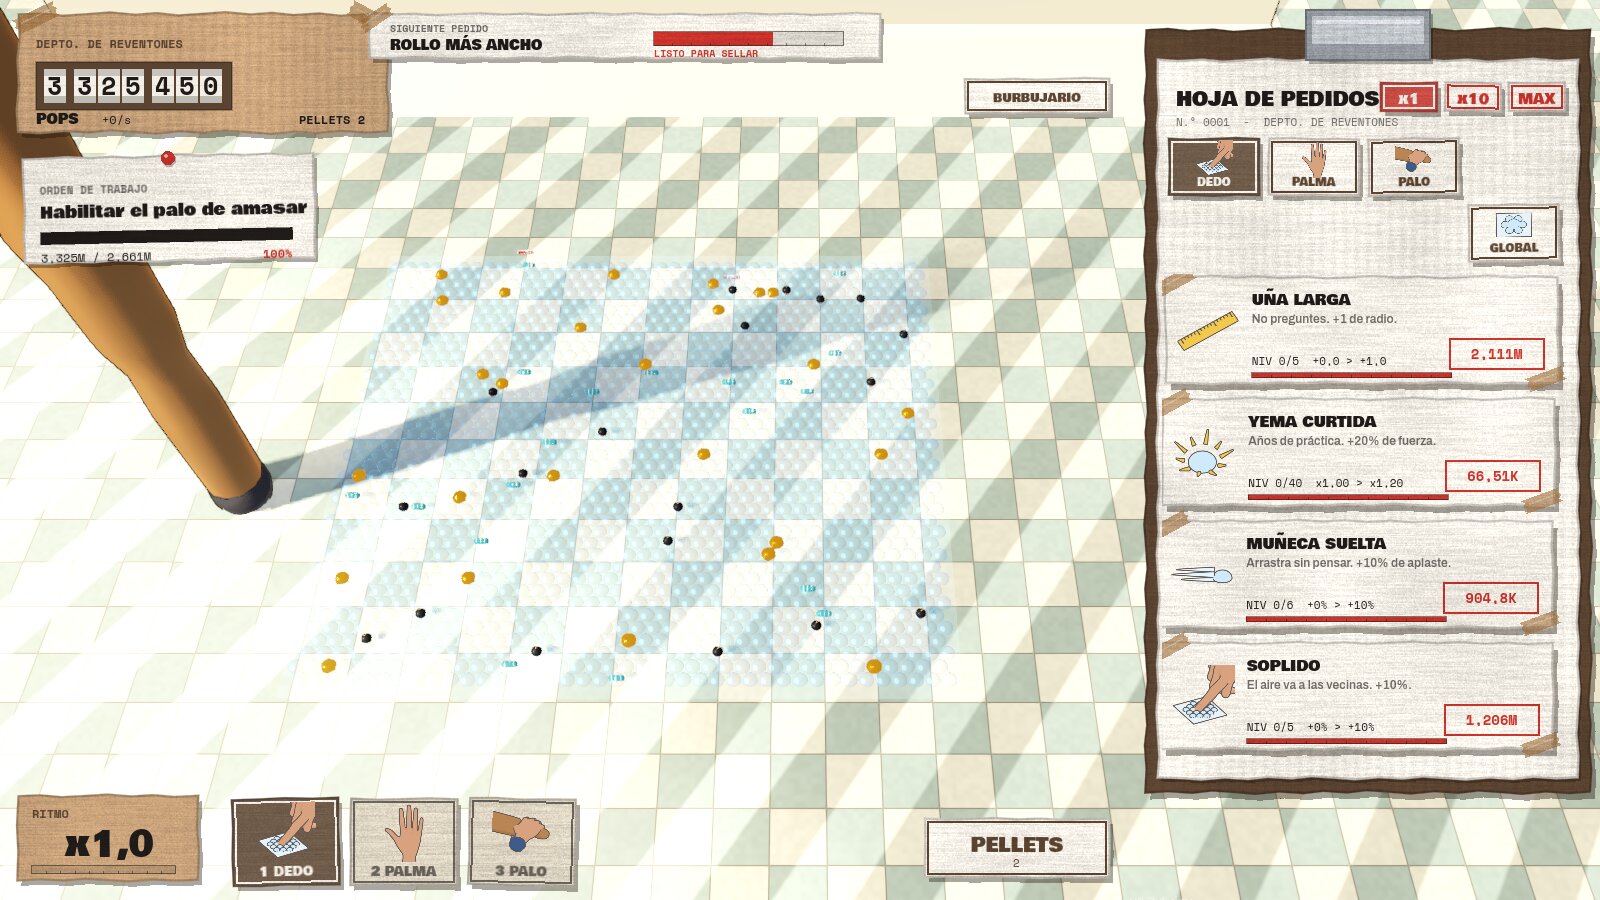 DEPTO. DE REVENTONES
3 325 450
POPS +0/s PELLETS 2
SIGUIENTE PEDIDO
ROLLO MÁS ANCHO
LISTO PARA SELLAR
BURBUJARIO
ORDEN DE TRABAJO
Habilitar el palo de amasar
3,325M / 2,661M 100%
HOJA DE PEDIDOS x1 x10 MAX
N.° 0001 - DEPTO. DE REVENTONES
DEDO PALMA PALO
GLOBAL
UÑA LARGA
No preguntes. +1 de radio.
NIV 0/5 +0,0 > +1,0 2,111M
YEMA CURTIDA
Años de práctica. +20% de fuerza.
NIV 0/40 x1,00 > x1,20 66,51K
MUÑECA SUELTA
Arrastra sin pensar. +10% de aplaste.
NIV 0/6 +0% > +10% 904,8K
SOPLIDO
El aire va a las vecinas. +10%.
NIV 0/5 +0% > +10% 1,206M
RITMO
x1,0
1 DEDO 2 PALMA 3 PALO
PELLETS
2